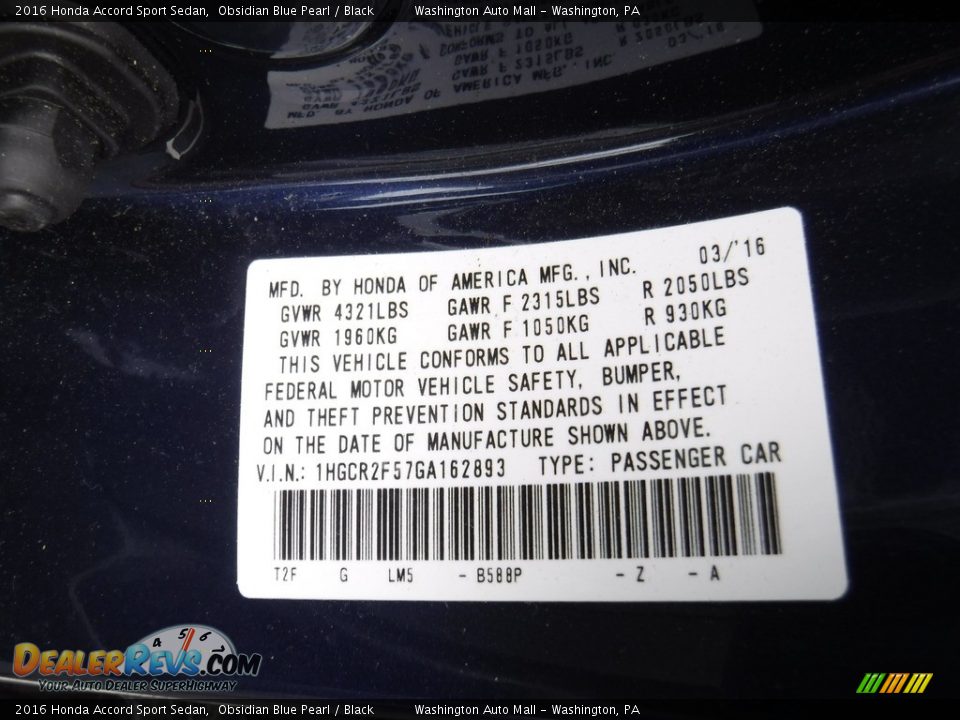 2016 Honda Accord Sport Sedan,  Obsidian Blue Pearl / Black          Washington Auto Mall - Washington, PA
MFD. BY HONDA OF AMERICA MFG., INC. 03/'16
GVWR 4321LBS GAWR F 2315LBS R 2050LBS
GVWR 1960KG GAWR F 1050KG R 930KG
THIS VEHICLE CONFORMS TO ALL APPLICABLE
FEDERAL MOTOR VEHICLE SAFETY, BUMPER,
AND THEFT PREVENTION STANDARDS IN EFFECT
ON THE DATE OF MANUFACTURE SHOWN ABOVE.
V.I.N.: 1HGCR2F57GA162893 TYPE: PASSENGER CAR
T2F G LM5 - B588P - Z - A
4 5 6
DEALERREVS.COM
YOUR AUTO DEALER SUPERHIGHWAY
2016 Honda Accord Sport Sedan,  Obsidian Blue Pearl / Black          Washington Auto Mall - Washington, PA